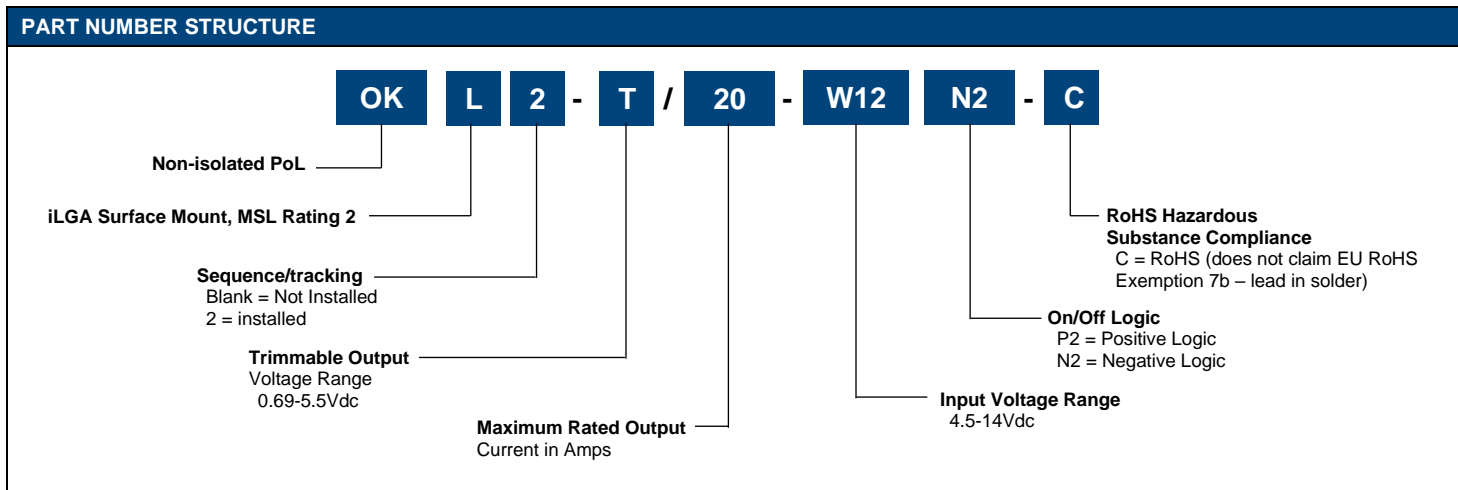 PART NUMBER STRUCTURE
OK L 2 - T / 20 - W12 N2 - C
Non-isolated PoL
iLGA Surface Mount, MSL Rating 2
Sequence/tracking
Blank = Not Installed
2 = installed
Trimmable Output
Voltage Range
0.69-5.5Vdc
Maximum Rated Output
Current in Amps
RoHS Hazardous
Substance Compliance
C = RoHS (does not claim EU RoHS
Exemption 7b – lead in solder)
On/Off Logic
P2 = Positive Logic
N2 = Negative Logic
Input Voltage Range
4.5-14Vdc